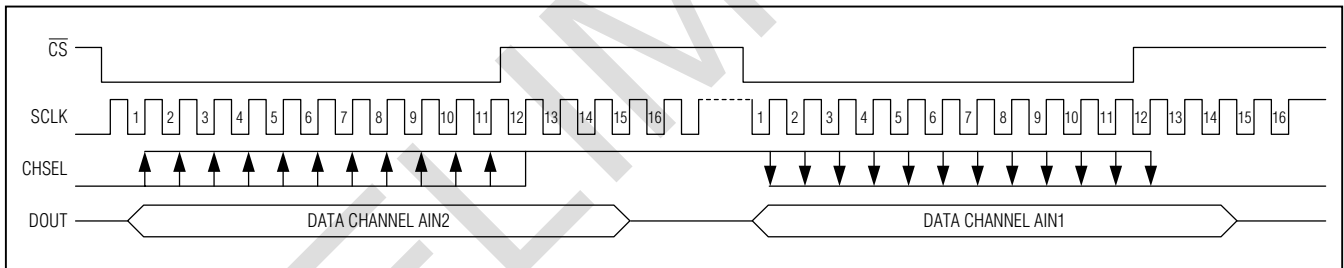 CS
SCLK 1 2 3 4 5 6 7 8 9 10 11 12 13 14 15 16 1 2 3 4 5 6 7 8 9 10 11 12 13 14 15 16
CHSEL
DOUT DATA CHANNEL AIN2 DATA CHANNEL AIN1
ELIM